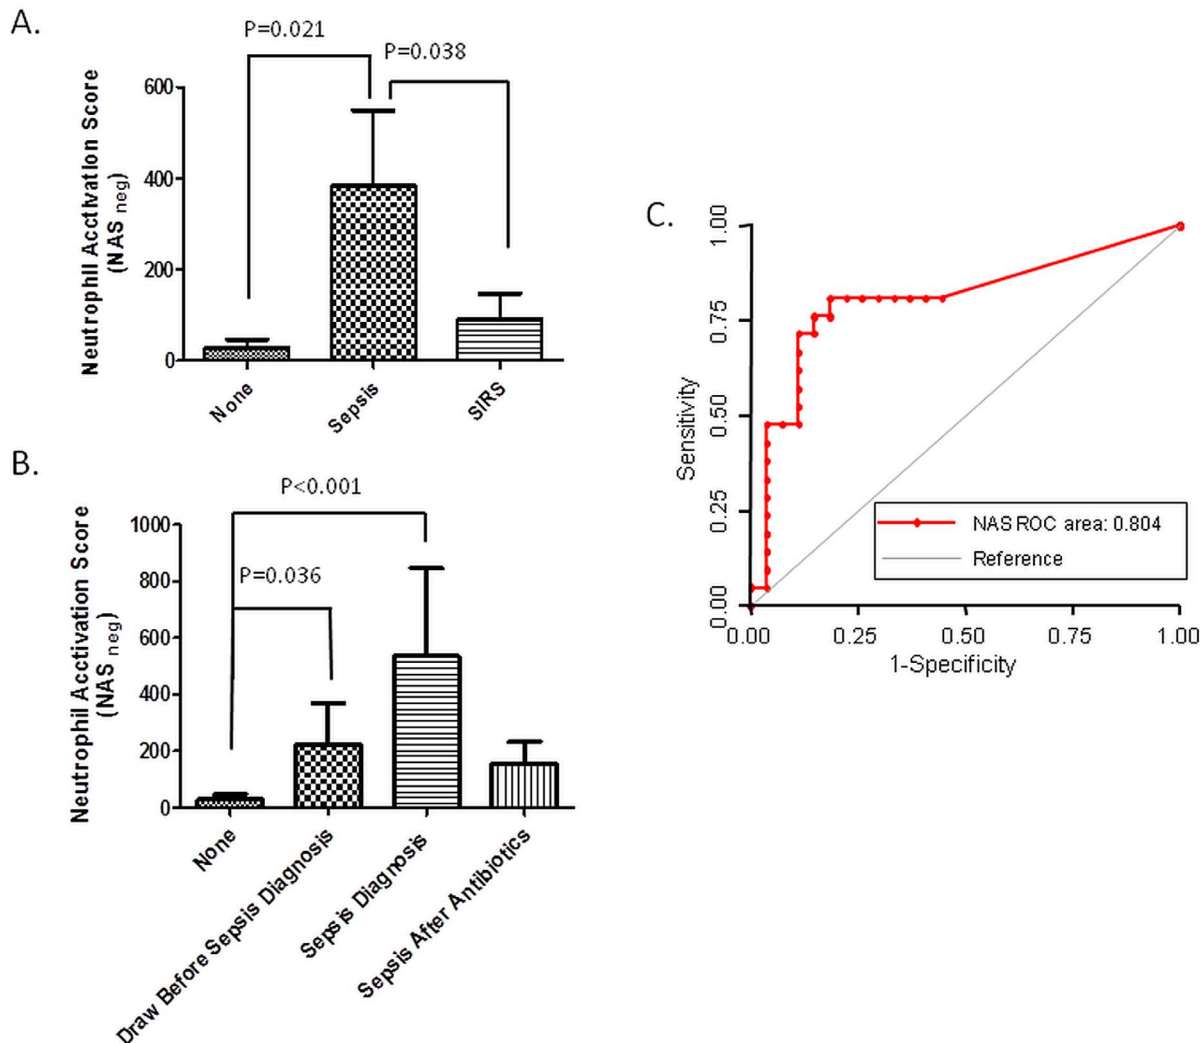 A.
P=0.021
P=0.038
Neutrophil Acctivation Score
(NAS neg)
600
400
200
0
None
Sepsis
SIRS
B.
P<0.001
P=0.036
Neutrophil Acctivation Score
(NAS neg)
1000
800
600
400
200
0
None
Draw Before Sepsis Diagnosis
Sepsis Diagnosis
Sepsis After Antibiotics
C.
Sensitivity
1.00
0.75
0.50
0.25
0.00
NAS ROC area: 0.804
Reference
0.00 0.25 0.50 0.75 1.00
1-Specificity